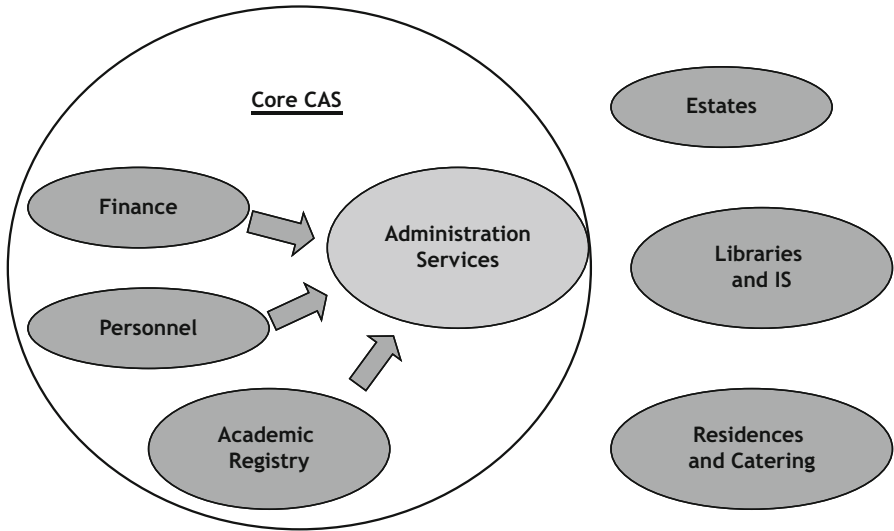 Core CAS
Finance
Personnel
Academic
Registry
Administration
Services
Estates
Libraries
and IS
Residences
and Catering